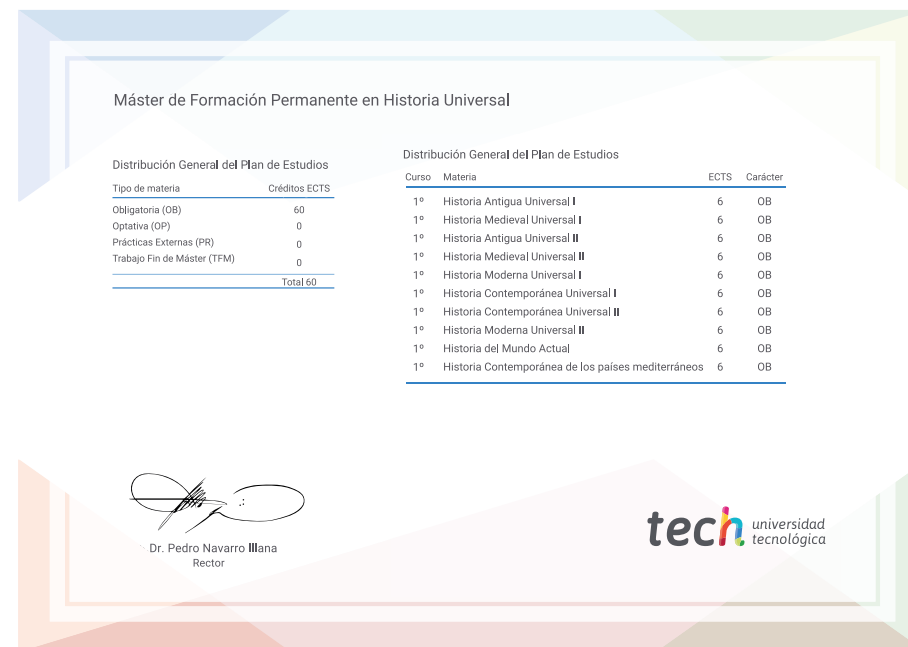 Máster de Formación Permanente en Historia Universal
Distribución General del Plan de Estudios
Tipo de materia Créditos ECTS
Obligatoria (OB) 60
Optativa (OP) 0
Prácticas Externas (PR) 0
Trabajo Fin de Máster (TFM) 0
Total 60
Distribución General del Plan de Estudios
Curso Materia ECTS Carácter
1º Historia Antigua Universal I 6 OB
1º Historia Medieval Universal I 6 OB
1º Historia Antigua Universal II 6 OB
1º Historia Medieval Universal II 6 OB
1º Historia Moderna Universal I 6 OB
1º Historia Contemporánea Universal I 6 OB
1º Historia Contemporánea Universal II 6 OB
1º Historia Moderna Universal II 6 OB
1º Historia del Mundo Actual 6 OB
1º Historia Contemporánea de los países mediterráneos 6 OB
Dr. Pedro Navarro Illana
Rector
tech universidad
tecnológica